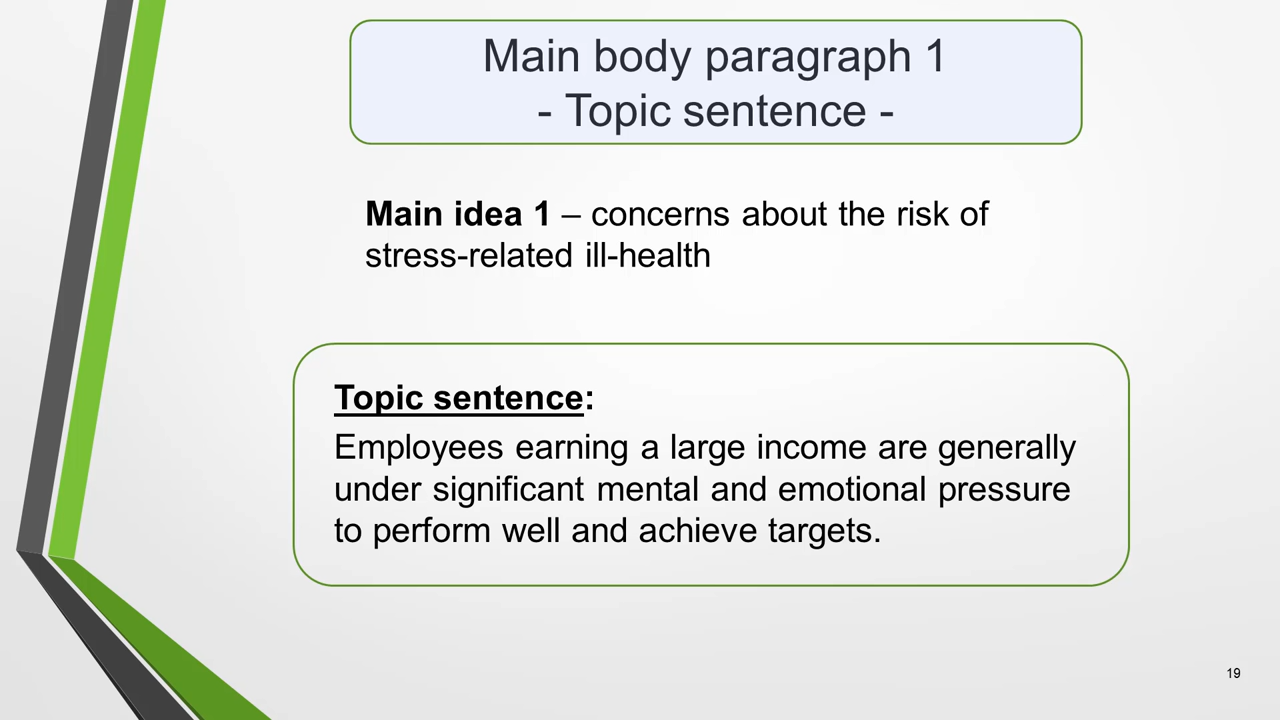 Main body paragraph 1
- Topic sentence -
Main idea 1 – concerns about the risk of
stress-related ill-health
Topic sentence:
Employees earning a large income are generally
under significant mental and emotional pressure
to perform well and achieve targets.
19